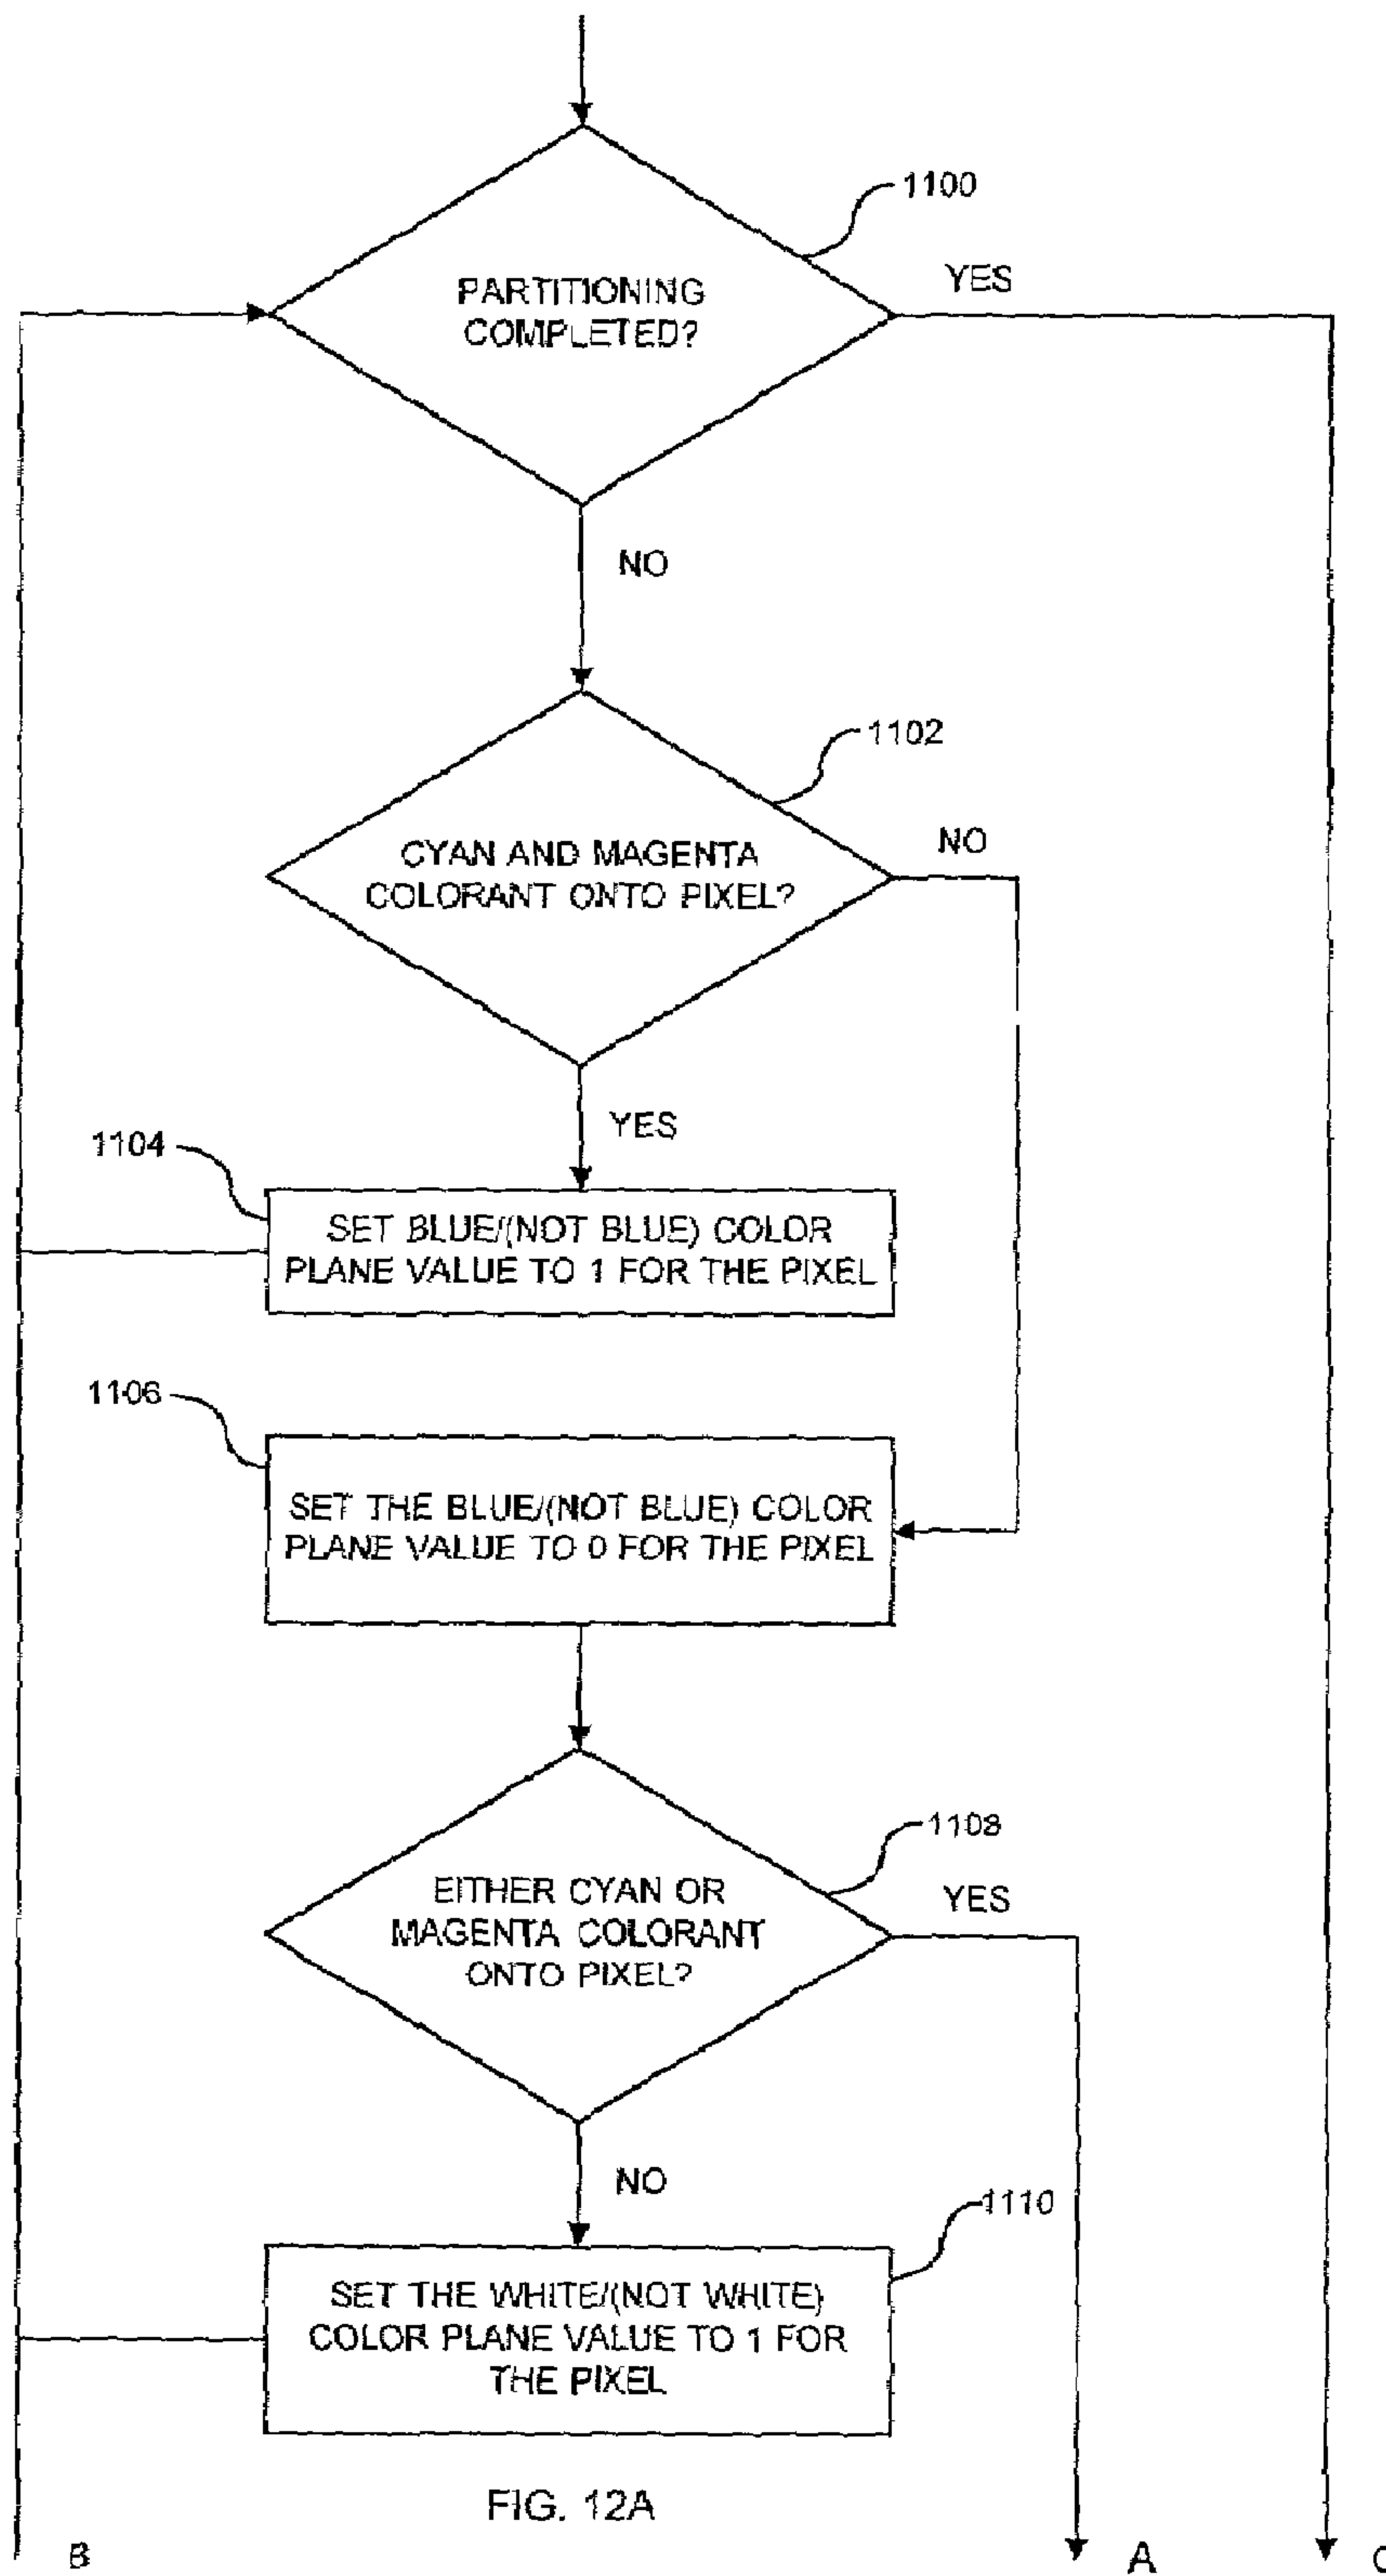 1100
YES
PARTITIONING
COMPLETED?
NO
1102
NO
CYAN AND MAGENTA
COLORANT ONTO PIXEL?
YES
1104
SET BLUE/(NOT BLUE) COLOR
PLANE VALUE TO 1 FOR THE PIXEL
1106
SET THE BLUE/(NOT BLUE) COLOR
PLANE VALUE TO 0 FOR THE PIXEL
1108
YES
EITHER CYAN OR
MAGENTA COLORANT
ONTO PIXEL?
NO
1110
SET THE WHITE/(NOT WHITE)
COLOR PLANE VALUE TO 1 FOR
THE PIXEL
FIG. 12A
B
A
C